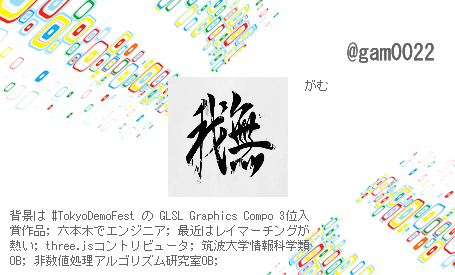 @gam0022
がむ
我無
背景は #TokyoDemoFest の GLSL Graphics Compo 3位入
賞作品; 六本木でエンジニア; 最近はレイマーチングが
熱い; three.jsコントリビュータ; 筑波大学情報科学類
OB; 非数値処理アルゴリズム研究室OB;